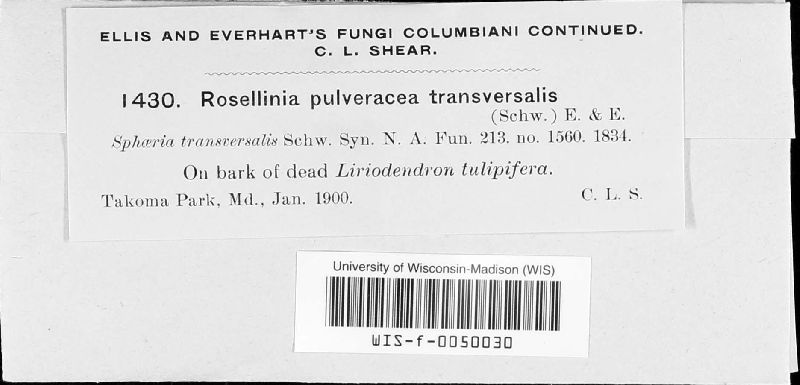 ELLIS AND EVERHART'S FUNGI COLUMBIANI CONTINUED.
C. L. SHEAR.
1430. Rosellinia pulveracea transversalis
(Schw.) E. & E.
Sphæria transversalis Schw. Syn. N. A. Fun. 213. no. 1560. 1834.
On bark of dead Liriodendron tulipifera.
Takoma Park, Md., Jan. 1900. C. L. S.
University of Wisconsin-Madison (WIS)
WIS-f-0050030